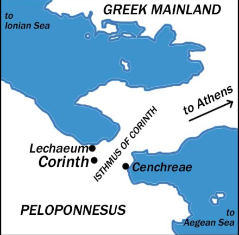 GREEK MAINLAND
to
Ionian Sea
to Athens
ISTHMUS OF CORINTH
Lechaeum
Corinth
Cenchreae
PELOPONNESUS
to
Aegean Sea